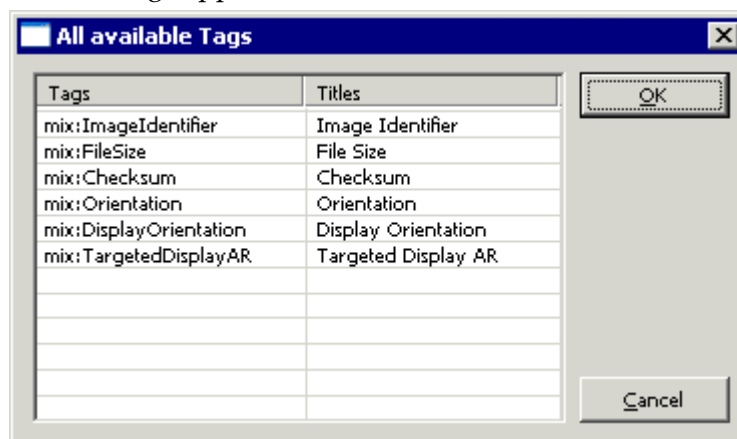 All available Tags
Tags Titles
OK
mix:ImageIdentifier Image Identifier
mix:FileSize File Size
mix:Checksum Checksum
mix:Orientation Orientation
mix:DisplayOrientation Display Orientation
mix:TargetedDisplayAR Targeted Display AR
Cancel